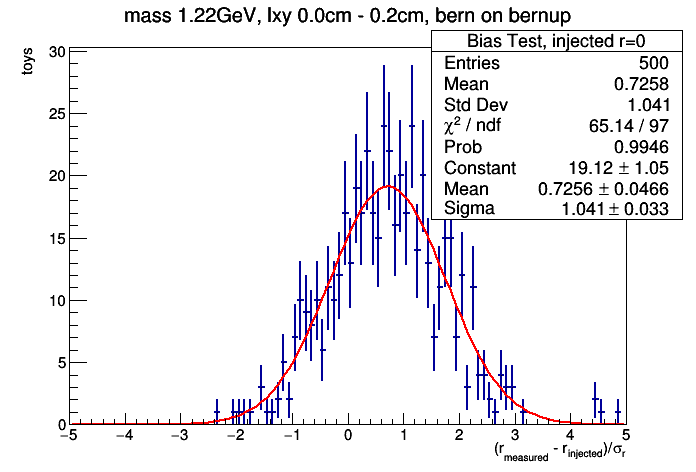 mass 1.22GeV, lxy 0.0cm - 0.2cm, bern on bernup
toys
Bias Test, injected r=0
Entries 500
Mean 0.7258
Std Dev 1.041
χ² / ndf 65.14 / 97
Prob 0.9946
Constant 19.12 ± 1.05
Mean 0.7256 ± 0.0466
Sigma 1.041 ± 0.033
30
25
20
15
10
5
0
−5 −4 −3 −2 −1 0 1 2 3 4 5
(r_measured - r_injected)/σ_r